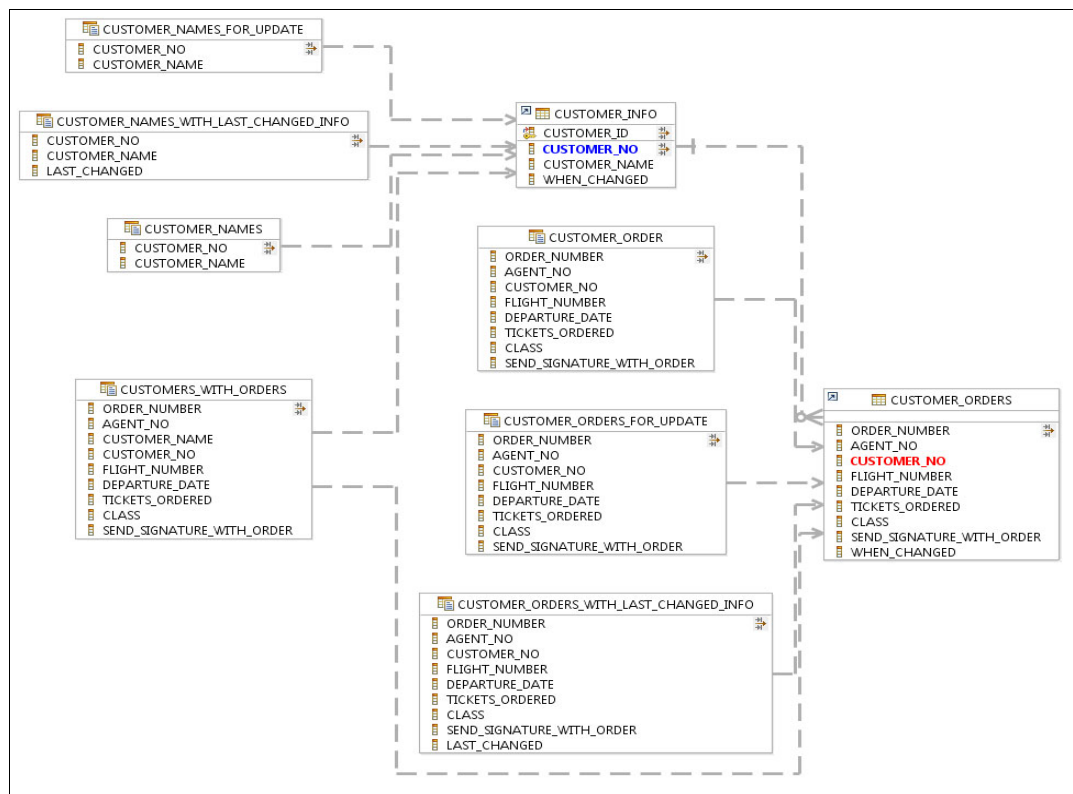 CUSTOMER_NAMES_FOR_UPDATE
CUSTOMER_NO
CUSTOMER_NAME
CUSTOMER_NAMES_WITH_LAST_CHANGED_INFO
CUSTOMER_NO
CUSTOMER_NAME
LAST_CHANGED
CUSTOMER_INFO
CUSTOMER_ID
CUSTOMER_NO
CUSTOMER_NAME
WHEN_CHANGED
CUSTOMER_NAMES
CUSTOMER_NO
CUSTOMER_NAME
CUSTOMER_ORDER
ORDER_NUMBER
AGENT_NO
CUSTOMER_NO
FLIGHT_NUMBER
DEPARTURE_DATE
TICKETS_ORDERED
CLASS
SEND_SIGNATURE_WITH_ORDER
CUSTOMERS_WITH_ORDERS
ORDER_NUMBER
AGENT_NO
CUSTOMER_NAME
CUSTOMER_NO
FLIGHT_NUMBER
DEPARTURE_DATE
TICKETS_ORDERED
CLASS
SEND_SIGNATURE_WITH_ORDER
CUSTOMER_ORDERS_FOR_UPDATE
ORDER_NUMBER
AGENT_NO
CUSTOMER_NO
FLIGHT_NUMBER
DEPARTURE_DATE
TICKETS_ORDERED
CLASS
SEND_SIGNATURE_WITH_ORDER
CUSTOMER_ORDERS
ORDER_NUMBER
AGENT_NO
CUSTOMER_NO
FLIGHT_NUMBER
DEPARTURE_DATE
TICKETS_ORDERED
CLASS
SEND_SIGNATURE_WITH_ORDER
WHEN_CHANGED
CUSTOMER_ORDERS_WITH_LAST_CHANGED_INFO
ORDER_NUMBER
AGENT_NO
CUSTOMER_NO
FLIGHT_NUMBER
DEPARTURE_DATE
TICKETS_ORDERED
CLASS
SEND_SIGNATURE_WITH_ORDER
LAST_CHANGED